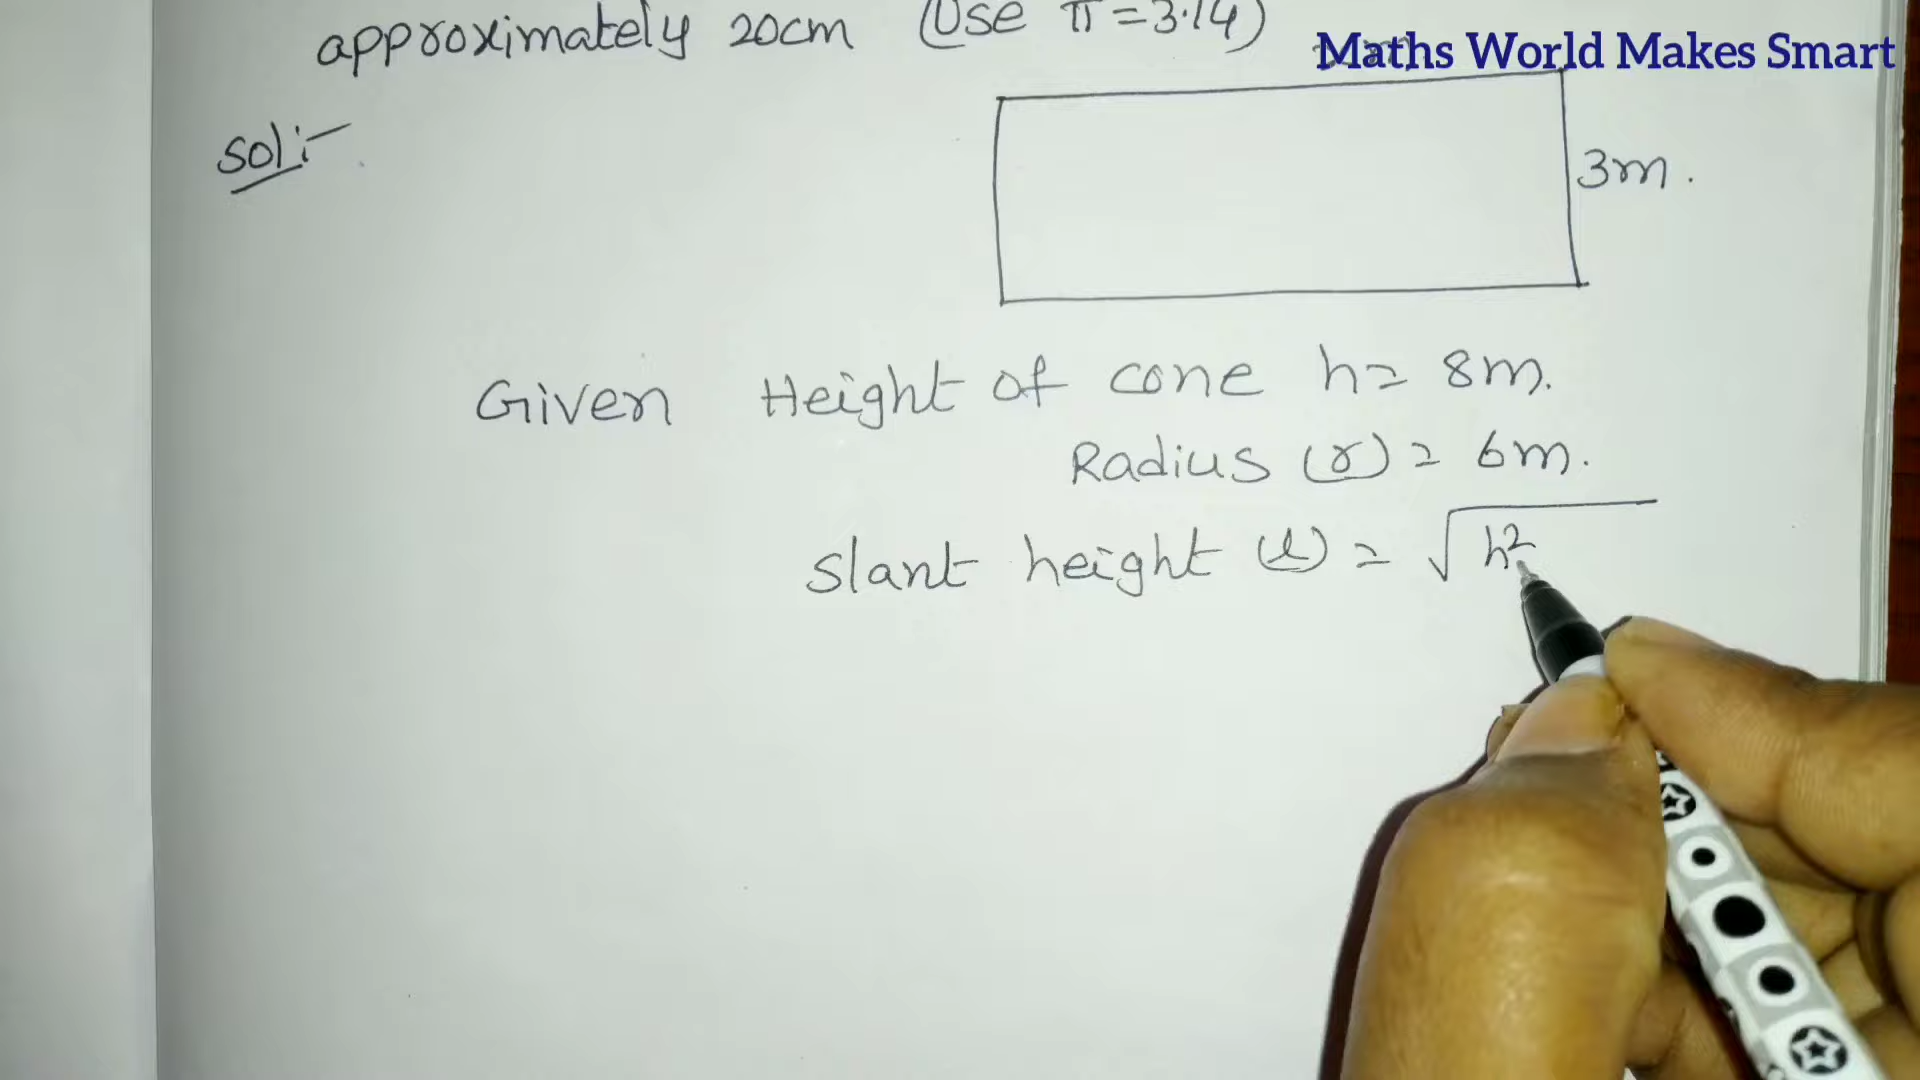 approximately 20cm (Use π=3.14)
Maths World Makes Smart
Sol:-
3m.
Given Height of cone h= 8m.
Radius (r) = 6m.
Slant height (l) = √h²